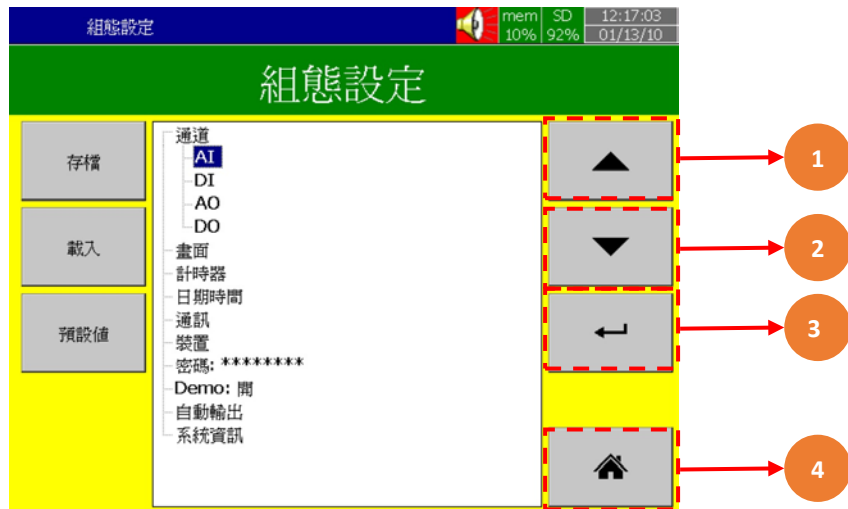 組態設定
mem SD 12:17:03
10% 92% 01/13/10
組態設定
存檔
載入
預設值
通道
AI
DI
AO
DO
畫面
計時器
日期時間
通訊
裝置
密碼: ********
Demo: 開
自動輸出
系統資訊
1
2
3
4